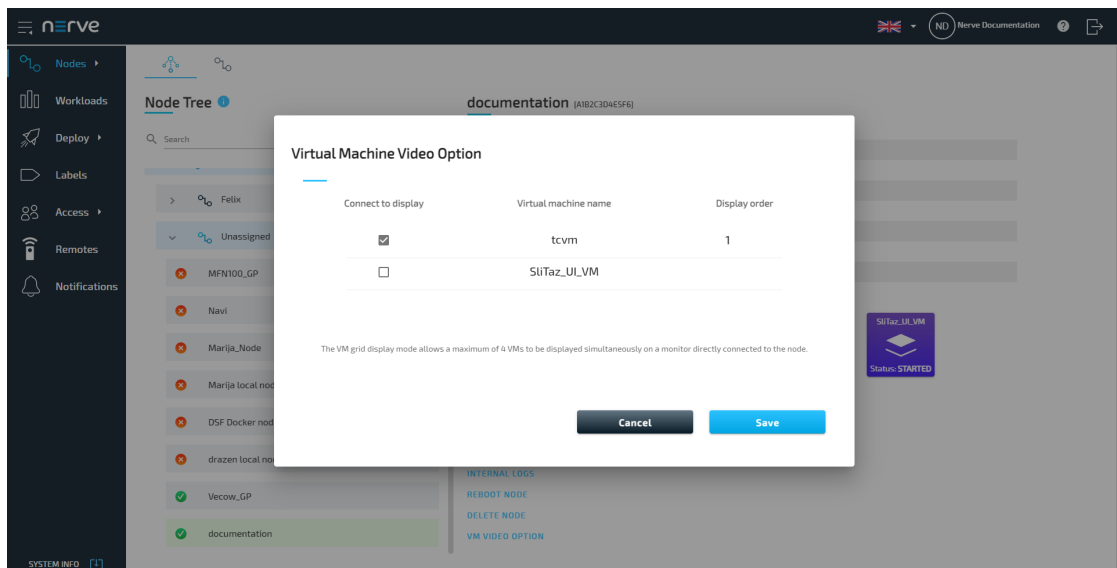 nerve
ND Nerve Documentation
Nodes
Workloads
Deploy
Labels
Access
Remotes
Notifications
SYSTEM INFO
Node Tree
Search
Felix
Unassigned
MFN100_GP
Navi
Marija_Node
Marija local nod
DSF Docker nod
drazen local no
Vecow_GP
documentation
documentation [A1B2C3D4E5F6]
Virtual Machine Video Option
Connect to display Virtual machine name Display order
tcvm 1
SliTaz_UI_VM
The VM grid display mode allows a maximum of 4 VMs to be displayed simultaneously on a monitor directly connected to the node.
Cancel Save
SliTaz_UI_VM
Status: STARTED
INTERNAL LOGS
REBOOT NODE
DELETE NODE
VM VIDEO OPTION